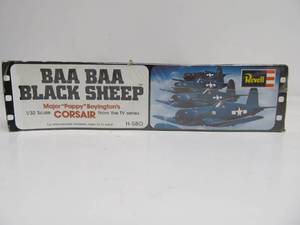 BAA BAA
BLACK SHEEP
Major "Pappy" Boyington's
1/32 Scale CORSAIR from the TV series
H-580
Revell